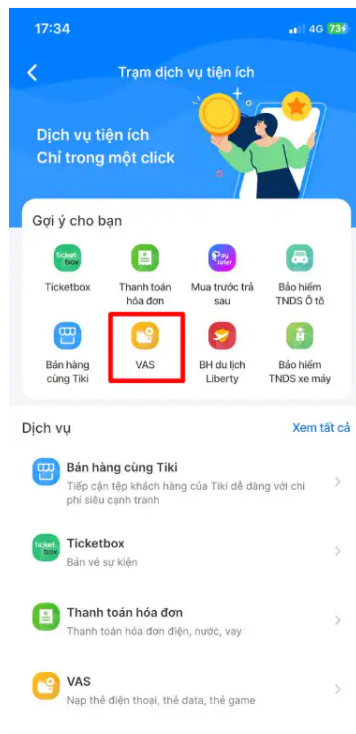 17:34
4G 73
Trạm dịch vụ tiện ích
Dịch vụ tiện ích
Chỉ trong một click
Gợi ý cho bạn
ticket box
Pay later
Ticketbox
Thanh toán hóa đơn
Mua trước trả sau
Bảo hiểm TNDS Ô tô
Bán hàng cùng Tiki
VAS
BH du lịch Liberty
Bảo hiểm TNDS xe máy
Dịch vụ
Xem tất cả
Bán hàng cùng Tiki
Tiếp cận tệp khách hàng của Tiki dễ dàng với chi
phí siêu cạnh tranh
ticket box
Ticketbox
Bán vé sự kiện
Thanh toán hóa đơn
Thanh toán hóa đơn điện, nước, vay
VAS
Nạp thẻ điện thoại, thẻ data, thẻ game